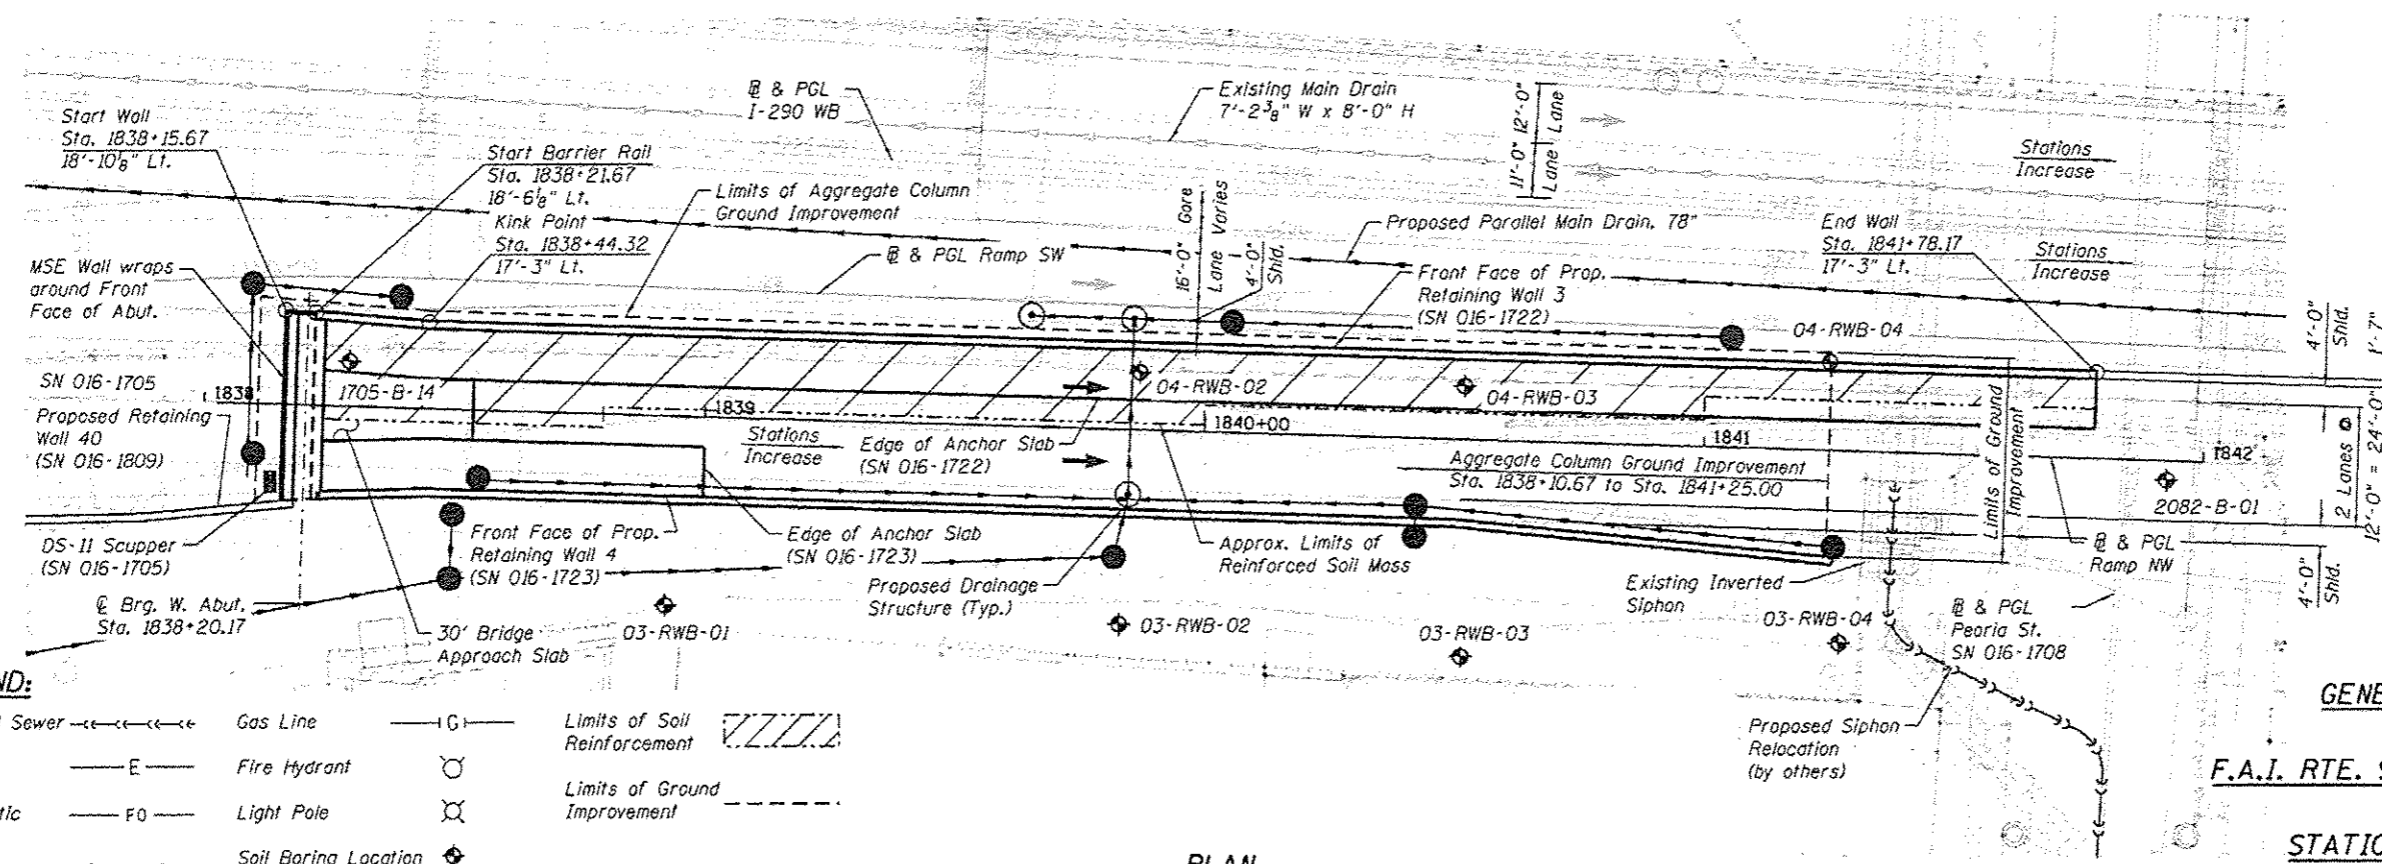 Start Wall
Sta. 1838+15.67
18'-10⅛" Lt.
Start Barrier Rail
Sta. 1838+21.67
18'-6⅛" Lt.
Kink Point
Sta. 1838+44.32
17'-3" Lt.
MSE Wall wraps
around Front
Face of Abut.
℄ & PGL
I-290 WB
Limits of Aggregate Column
Ground Improvement
℄ & PGL Ramp SW
Existing Main Drain
7'-2⅜" W x 8'-0" H
16'-0" Gore
Lane Varies
4'-0"
Shld.
11'-0" 12'-0"
Lane Lane
Proposed Parallel Main Drain, 78"
Front Face of Prop.
Retaining Wall 3
(SN 016-1722)
End Wall
Sta. 1841+78.17
17'-3" Lt.
Stations
Increase
Stations
Increase
4'-0"
Shld.
1'-7"
04-RWB-04
SN 016-1705
1838
1705-B-14
Proposed Retaining
Wall 40
(SN 016-1809)
1839
Stations
Increase
Edge of Anchor Slab
(SN 016-1722)
04-RWB-02
04-RWB-03
1840+00
1841
1842
Aggregate Column Ground Improvement
Sta. 1838+10.67 to Sta. 1841+25.00
Limits of Ground
Improvement
2082-B-01
2 Lanes @
12'-0" = 24'-0"
DS-11 Scupper
(SN 016-1705)
Front Face of Prop.
Retaining Wall 4
(SN 016-1723)
Edge of Anchor Slab
(SN 016-1723)
Approx. Limits of
Reinforced Soil Mass
Proposed Drainage
Structure (Typ.)
Existing Inverted
Siphon
℄ & PGL
Ramp NW
4'-0"
Shld.
℄ Brg. W. Abut.
Sta. 1838+20.17
30' Bridge
Approach Slab
03-RWB-01
03-RWB-02
03-RWB-03
03-RWB-04
℄ & PGL
Peoria St.
SN 016-1708
Proposed Siphon
Relocation
(by others)
ND:
Sewer
Gas Line
G
Limits of Soil
Reinforcement
E
Fire Hydrant
Limits of Ground
Improvement
tic
FO
Light Pole
Soil Boring Location
PLAN
GENE
F.A.I. RTE. 9
STATIO